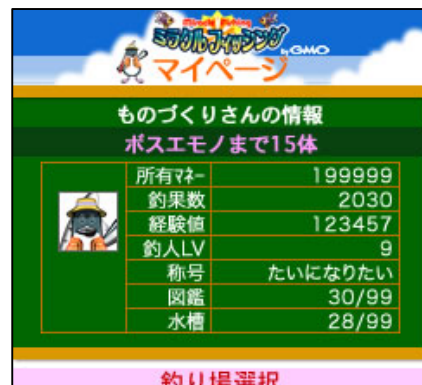 Miracle Fishing
ミラクルフィッシング
by GMO
マイページ
ものづくりさんの情報
ボスエモノまで15体
所有マネー 199999
釣果数 2030
経験値 123457
釣人LV 9
称号 たいになりたい
図鑑 30/99
水槽 28/99
釣り場選択